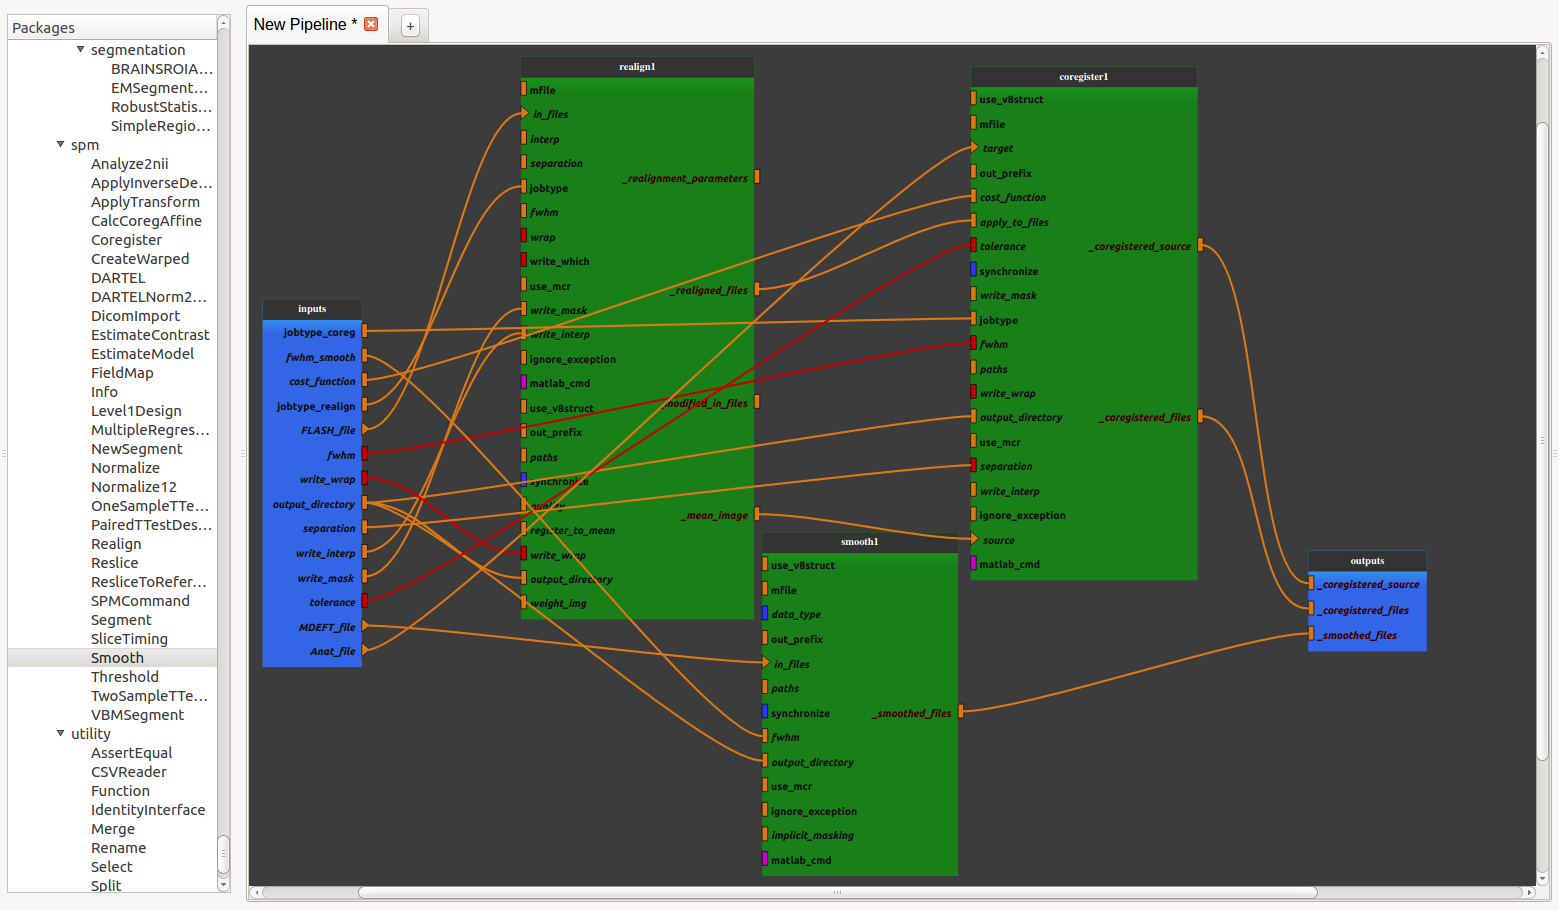 Packages
segmentation
BRAINSROIA...
EMSegment...
RobustStatis...
SimpleRegio...
spm
Analyze2nii
ApplyInverseDe...
ApplyTransform
CalcCoregAffine
Coregister
CreateWarped
DARTEL
DARTELNorm2...
DicomImport
EstimateContrast
EstimateModel
FieldMap
Info
Level1Design
MultipleRegres...
NewSegment
Normalize
Normalize12
OneSampleTTe...
PairedTTestDes...
Realign
Reslice
ResliceToRefer...
SPMCommand
Segment
SliceTiming
Smooth
Threshold
TwoSampleTTe...
VBMSegment
utility
AssertEqual
CSVReader
Function
IdentityInterface
Merge
Rename
Select
Split
New Pipeline *
+
inputs
jobtype_coreg
fwhm_smooth
cost_function
jobtype_realign
FLASH_file
fwhm
write_wrap
output_directory
separation
write_interp
write_mask
tolerance
MDEFT_file
Anat_file
realign1
mfile
in_files
interp
separation
jobtype
fwhm
wrap
write_which
use_mcr
write_mask
write_interp
ignore_exception
matlab_cmd
use_v8struct
out_prefix
paths
synchronize
quality
register_to_mean
write_wrap
output_directory
weight_img
_realignment_parameters
_realigned_files
_modified_in_files
_mean_image
smooth1
use_v8struct
mfile
data_type
out_prefix
in_files
paths
synchronize
fwhm
output_directory
use_mcr
ignore_exception
implicit_masking
matlab_cmd
_smoothed_files
coregister1
use_v8struct
mfile
target
out_prefix
cost_function
apply_to_files
tolerance
synchronize
write_mask
jobtype
fwhm
paths
write_wrap
output_directory
use_mcr
separation
write_interp
ignore_exception
source
matlab_cmd
_coregistered_source
_coregistered_files
outputs
_coregistered_source
_coregistered_files
_smoothed_files